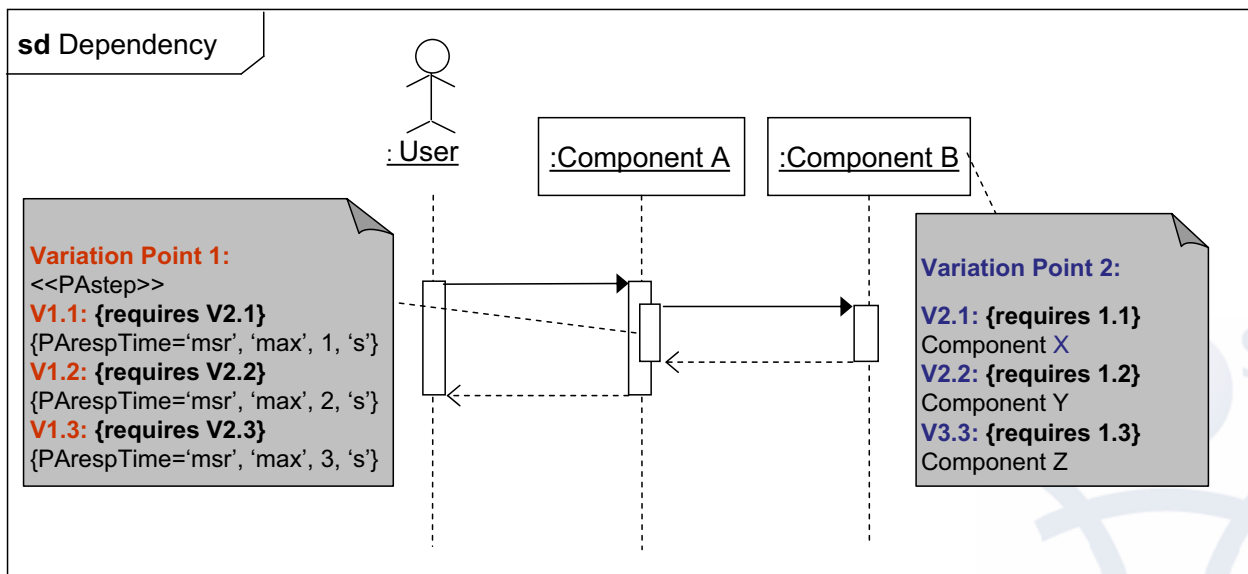 sd Dependency
: User
:Component A
:Component B
Variation Point 1:
<<PAstep>>
V1.1: {requires V2.1}
{PArespTime=‘msr’, ‘max’, 1, ‘s’}
V1.2: {requires V2.2}
{PArespTime=‘msr’, ‘max’, 2, ‘s’}
V1.3: {requires V2.3}
{PArespTime=‘msr’, ‘max’, 3, ‘s’}
Variation Point 2:
V2.1: {requires 1.1}
Component X
V2.2: {requires 1.2}
Component Y
V3.3: {requires 1.3}
Component Z